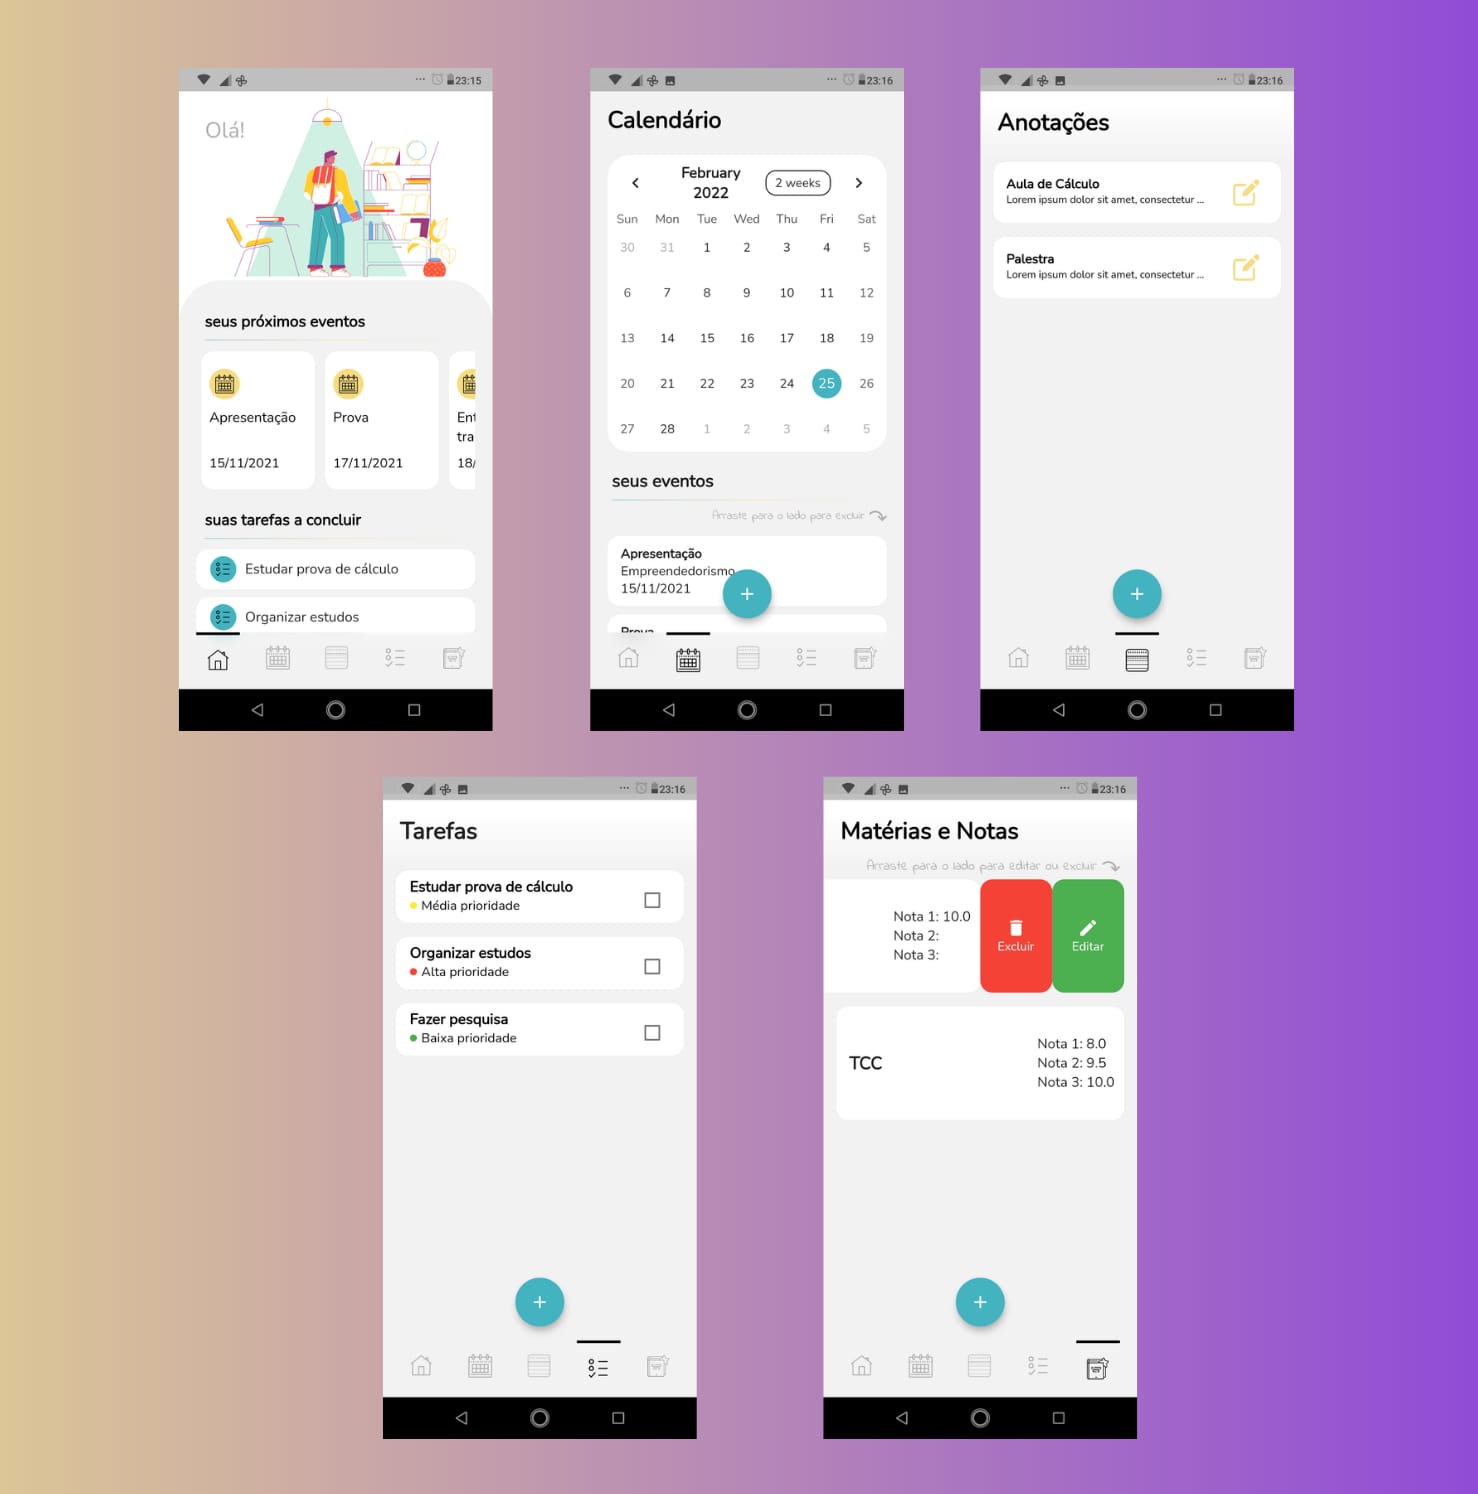 23:15
Olá!
seus próximos eventos
Apresentação
15/11/2021
Prova
17/11/2021
Ent
tra
18/
suas tarefas a concluir
Estudar prova de cálculo
Organizar estudos
23:16
Calendário
February
2022
2 weeks
Sun Mon Tue Wed Thu Fri Sat
30 31 1 2 3 4 5
6 7 8 9 10 11 12
13 14 15 16 17 18 19
20 21 22 23 24 25 26
27 28 1 2 3 4 5
seus eventos
Arraste para o lado para excluir
Apresentação
Empreendedorismo
15/11/2021
+
Prova
23:16
Anotações
Aula de Cálculo
Lorem ipsum dolor sit amet, consectetur ...
Palestra
Lorem ipsum dolor sit amet, consectetur ...
+
23:16
Tarefas
Estudar prova de cálculo
Média prioridade
Organizar estudos
Alta prioridade
Fazer pesquisa
Baixa prioridade
+
23:16
Matérias e Notas
Arraste para o lado para editar ou excluir
Nota 1: 10.0
Nota 2:
Nota 3:
Excluir
Editar
TCC
Nota 1: 8.0
Nota 2: 9.5
Nota 3: 10.0
+